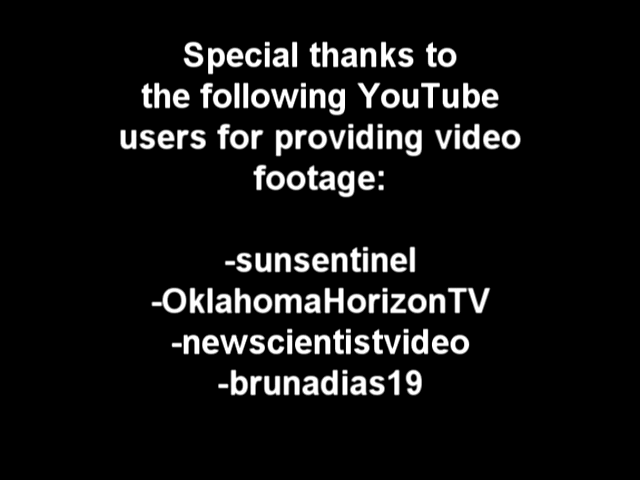 Special thanks to
the following YouTube
users for providing video
footage:
-sunsentinel
-OklahomaHorizonTV
-newscientistvideo
-brunadias19